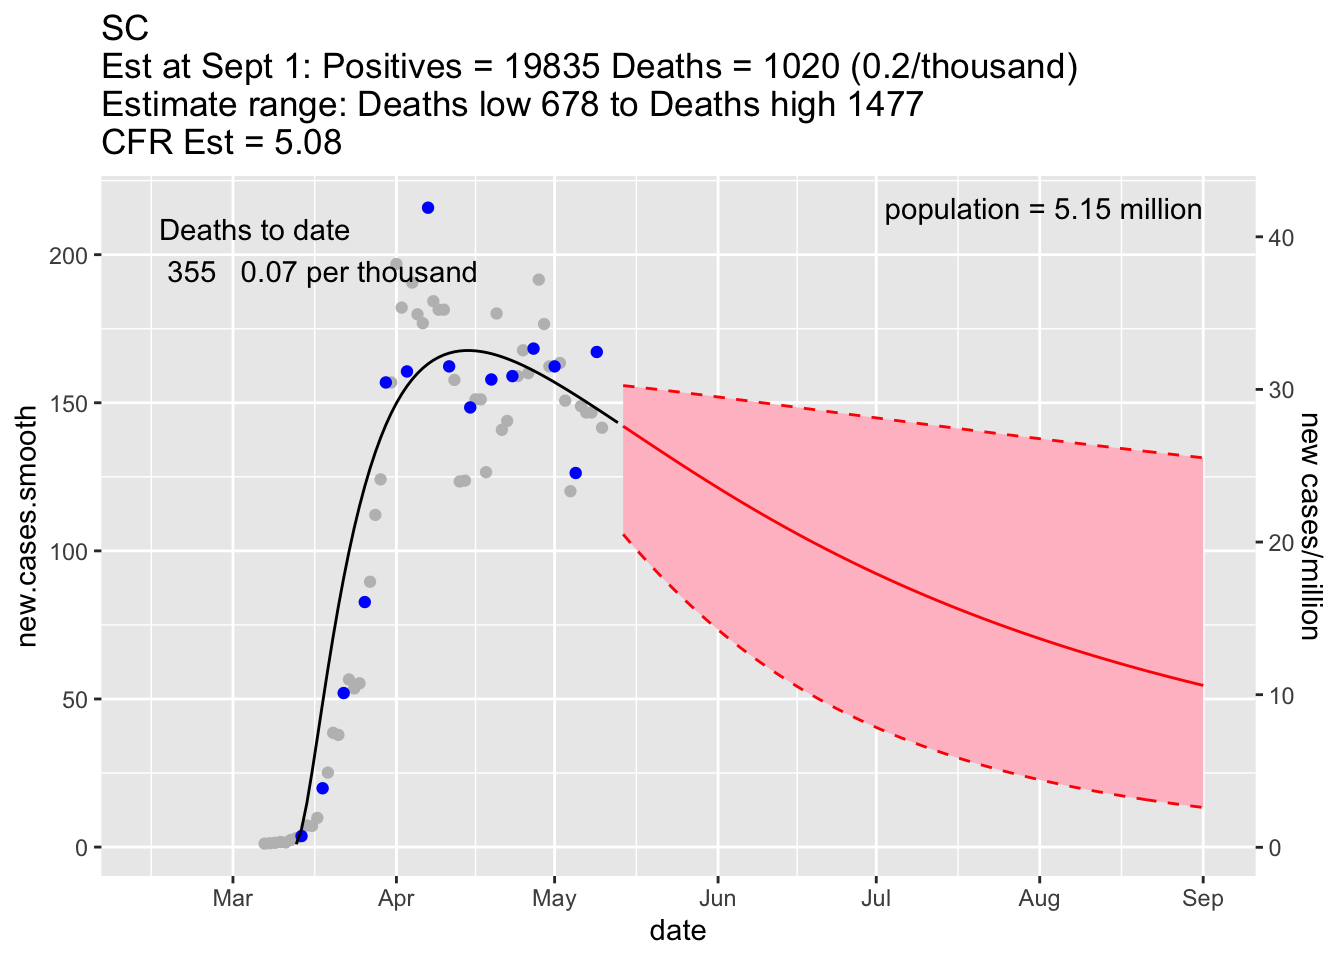 SC
Est at Sept 1: Positives = 19835 Deaths = 1020 (0.2/thousand)
Estimate range: Deaths low 678 to Deaths high 1477
CFR Est = 5.08
Deaths to date
355 0.07 per thousand
population = 5.15 million
new.cases.smooth
200
150
100
50
0
40
30
20
10
0
new cases/million
Mar Apr May Jun Jul Aug Sep
date